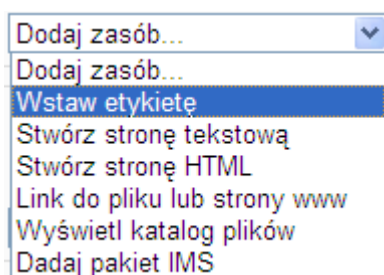 Dodaj zasób...
Dodaj zasób...
Wstaw etykietę
Stwórz stronę tekstową
Stwórz stronę HTML
Link do pliku lub strony www
Wyświetl katalog plików
Dadaj pakiet IMS